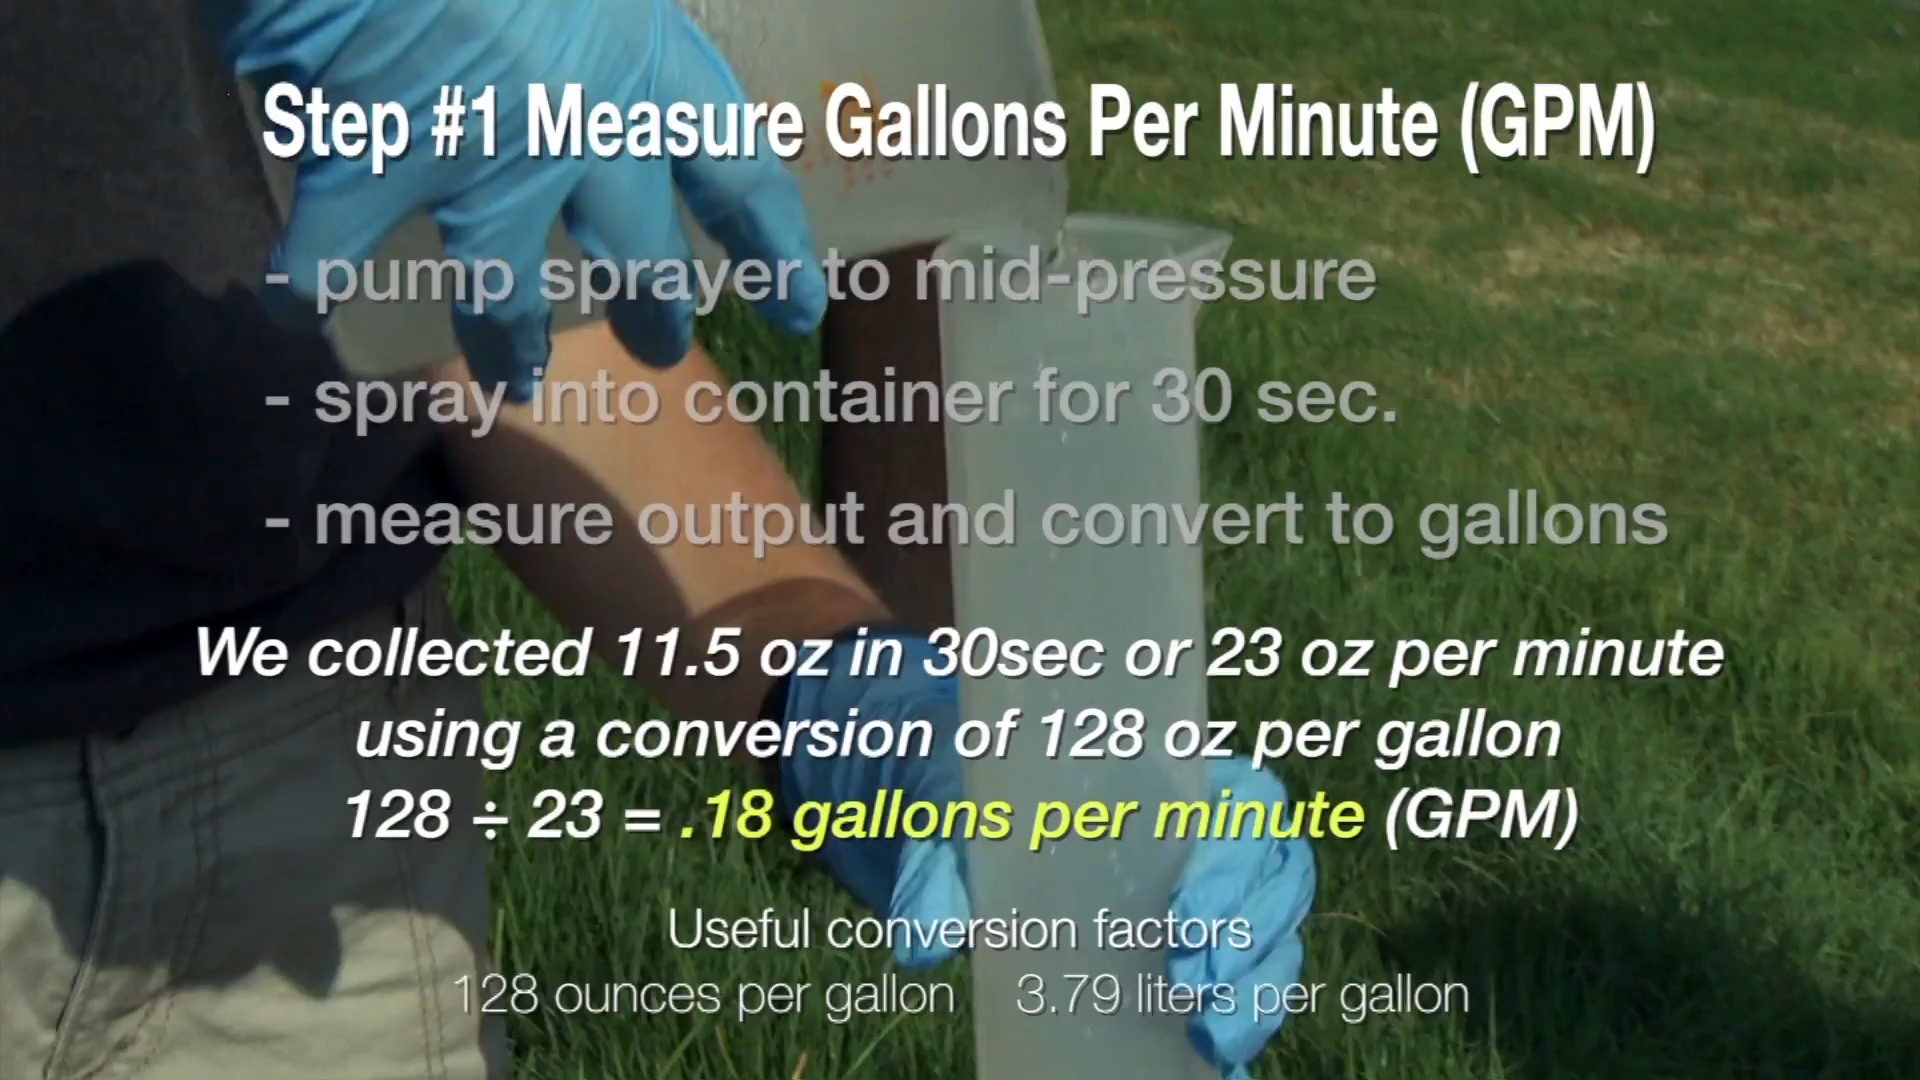 Step #1 Measure Gallons Per Minute (GPM)
- pump sprayer to mid-pressure
- spray into container for 30 sec.
- measure output and convert to gallons
We collected 11.5 oz in 30sec or 23 oz per minute
using a conversion of 128 oz per gallon
128 ÷ 23 = .18 gallons per minute (GPM)
Useful conversion factors
128 ounces per gallon 3.79 liters per gallon